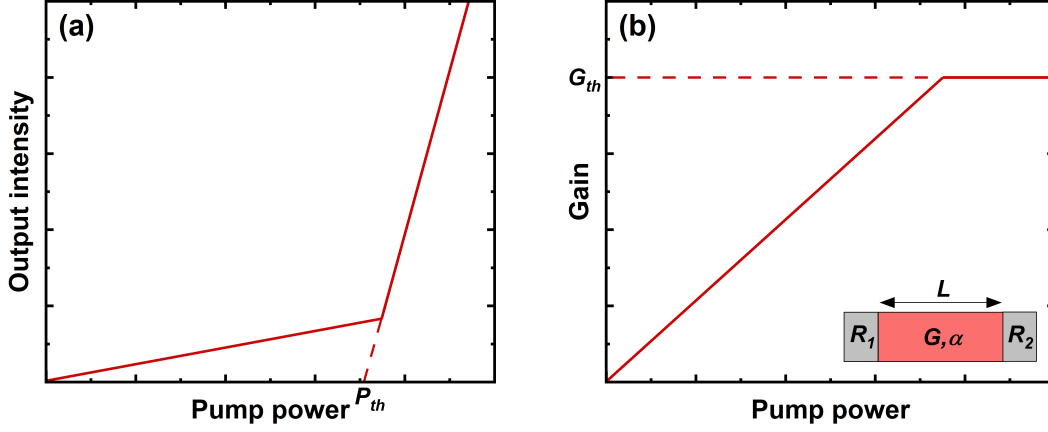 (a)
Output intensity
Pump power
P_th
(b)
G_th
Gain
L
R_1
G,α
R_2
Pump power